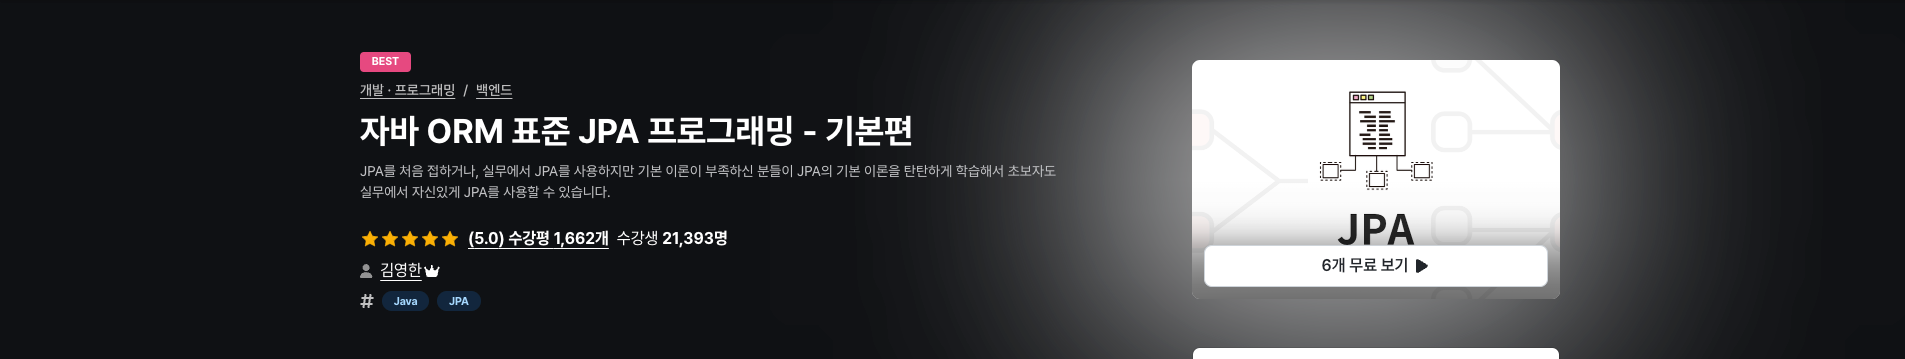 BEST
개발 · 프로그래밍 / 백엔드
자바 ORM 표준 JPA 프로그래밍 - 기본편
JPA를 처음 접하거나, 실무에서 JPA를 사용하지만 기본 이론이 부족하신 분들이 JPA의 기본 이론을 탄탄하게 학습해서 초보자도
실무에서 자신있게 JPA를 사용할 수 있습니다.
(5.0) 수강평 1,662개 수강생 21,393명
김영한
# Java JPA
JPA
6개 무료 보기